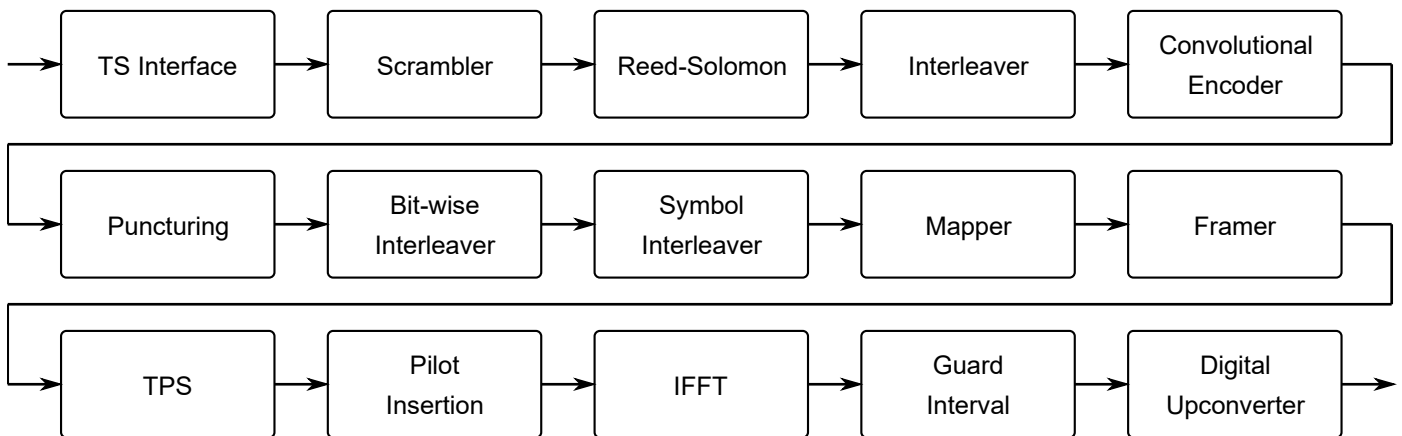 TS Interface
Scrambler
Reed-Solomon
Interleaver
Convolutional
Encoder
Puncturing
Bit-wise
Interleaver
Symbol
Interleaver
Mapper
Framer
TPS
Pilot
Insertion
IFFT
Guard
Interval
Digital
Upconverter